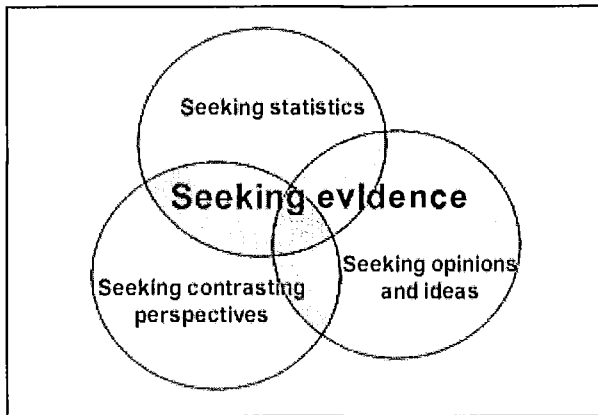 Seeking statistics
Seeking evidence
Seeking opinions
and ideas
Seeking contrasting
perspectives